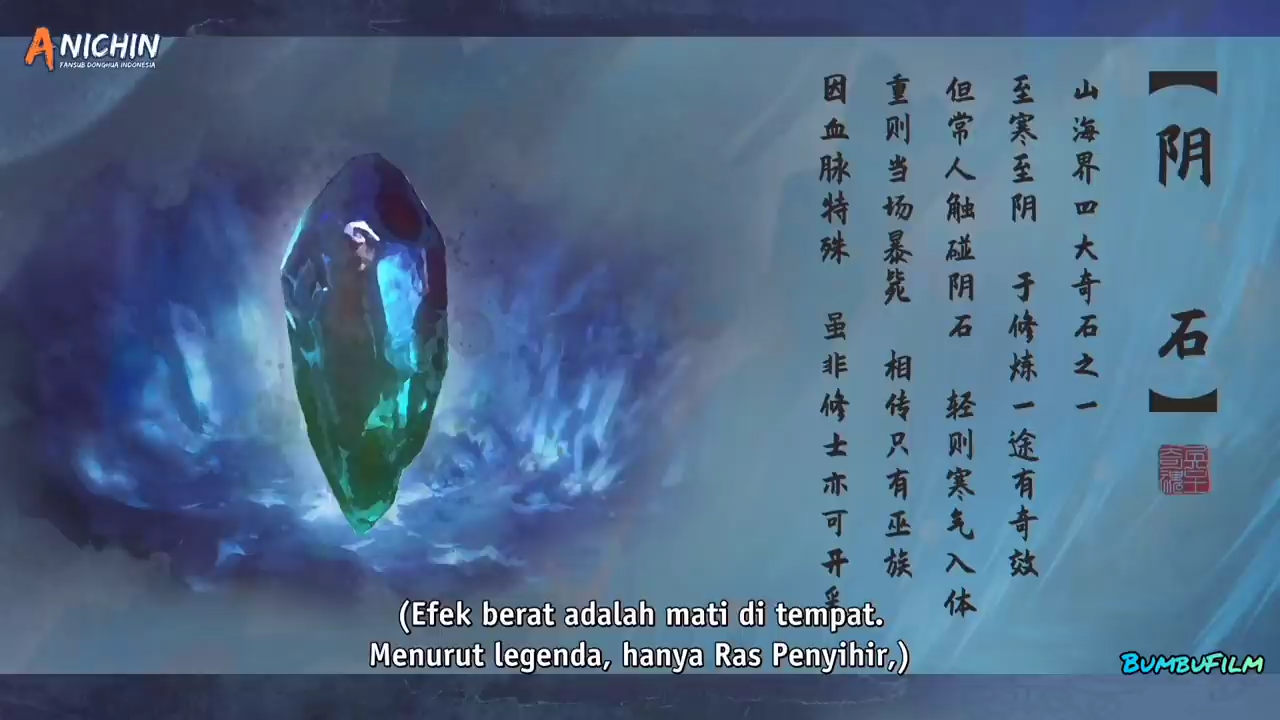 ANICHIN
FANSUB DONGHUA INDONESIA
【阴石】
山海界四大奇石之一
至寒至阴 于修炼一途有奇效
但常人触碰阴石 轻则寒气入体
重则当场暴毙 相传只有巫族
因血脉特殊 虽非修士亦可开采
(Efek berat adalah mati di tempat.
Menurut legenda, hanya Ras Penyihir,)
BUMBUFILM